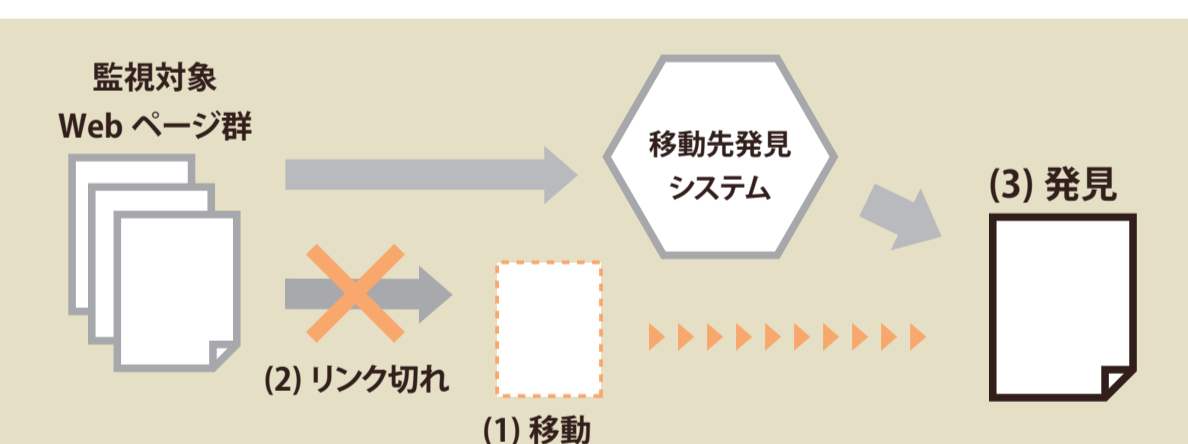 監視対象
Web ページ群
移動先発見
システム
(3) 発見
(2) リンク切れ
(1) 移動